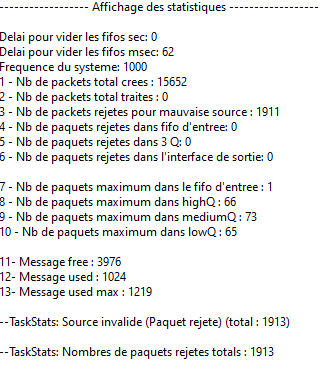 ------------------ Affichage des statistiques ------------------
Delai pour vider les fifos sec: 0
Delai pour vider les fifos msec: 62
Frequence du systeme: 1000
1 - Nb de packets total crees : 15652
2 - Nb de packets total traites : 0
3 - Nb de packets rejetes pour mauvaise source : 1911
4 - Nb de paquets rejetes dans fifo d'entree: 0
5 - Nb de paquets rejetes dans 3 Q: 0
6 - Nb de paquets rejetes dans l'interface de sortie: 0
7 - Nb de paquets maximum dans le fifo d'entree : 1
8 - Nb de paquets maximum dans highQ : 66
9 - Nb de paquets maximum dans mediumQ : 73
10 - Nb de paquets maximum dans lowQ : 65
11- Message free : 3976
12- Message used : 1024
13- Message used max : 1219
--TaskStats: Source invalide (Paquet rejete) (total : 1913)
--TaskStats: Nombres de paquets rejetes totals : 1913